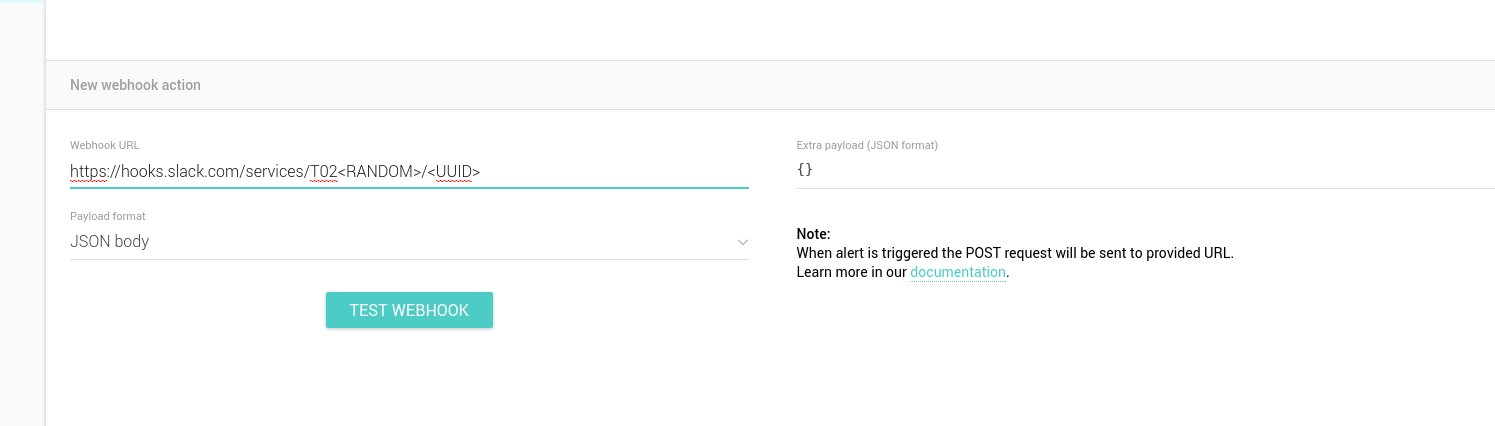 New webhook action
Webhook URL
https://hooks.slack.com/services/T02<RANDOM>/<UUID>
Payload format
JSON body
TEST WEBHOOK
Extra payload (JSON format)
{}
Note:
When alert is triggered the POST request will be sent to provided URL.
Learn more in our documentation.